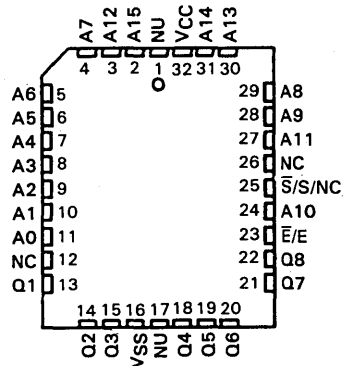 A7 A12 A15 NU VCC A14 A13
4 3 2 1 32 31 30
A6 5 29 A8
A5 6 28 A9
A4 7 27 A11
A3 8 26 NC
A2 9 25 S̅/S/NC
A1 10 24 A10
A0 11 23 E̅/E
NC 12 22 Q8
Q1 13 21 Q7
14 15 16 17 18 19 20
Q2 Q3 VSS NU Q4 Q5 Q6